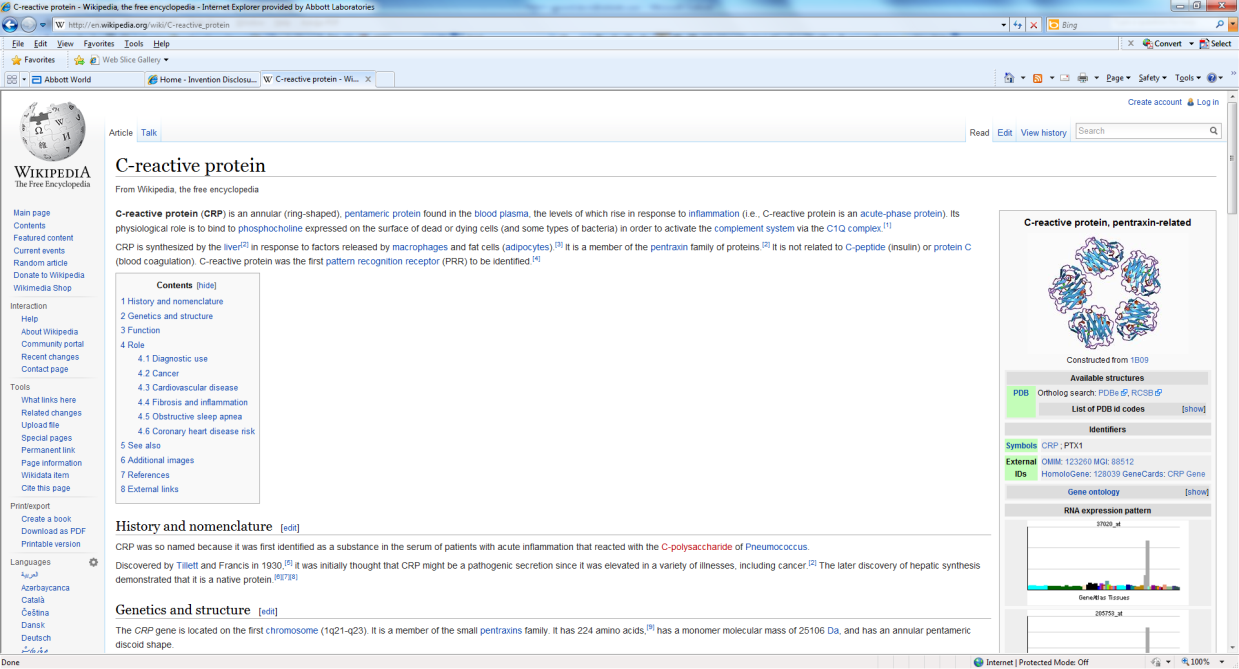 C-reactive protein - Wikipedia, the free encyclopedia - Internet Explorer provided by Abbott Laboratories
http://en.wikipedia.org/wiki/C-reactive_protein
Bing
File Edit View Favorites Tools Help
Convert Select
Favorites Web Slice Gallery
Abbott World
Home - Invention Disclosu...
C-reactive protein - Wi...
Page Safety Tools
Create account Log in
WIKIPEDIA
The Free Encyclopedia
Main page
Contents
Featured content
Current events
Random article
Donate to Wikipedia
Wikimedia Shop
Interaction
Help
About Wikipedia
Community portal
Recent changes
Contact page
Tools
What links here
Related changes
Upload file
Special pages
Permanent link
Page information
Wikidata item
Cite this page
Print/export
Create a book
Download as PDF
Printable version
Languages
العربية
Azərbaycanca
Català
Čeština
Dansk
Deutsch
Article Talk
Read Edit View history Search
C-reactive protein
From Wikipedia, the free encyclopedia
C-reactive protein (CRP) is an annular (ring-shaped), pentameric protein found in the blood plasma, the levels of which rise in response to inflammation (i.e., C-reactive protein is an acute-phase protein). Its
physiological role is to bind to phosphocholine expressed on the surface of dead or dying cells (and some types of bacteria) in order to activate the complement system via the C1Q complex.[1]
CRP is synthesized by the liver[2] in response to factors released by macrophages and fat cells (adipocytes).[3] It is a member of the pentraxin family of proteins.[2] It is not related to C-peptide (insulin) or protein C
(blood coagulation). C-reactive protein was the first pattern recognition receptor (PRR) to be identified.[4]
Contents [hide]
1 History and nomenclature
2 Genetics and structure
3 Function
4 Role
4.1 Diagnostic use
4.2 Cancer
4.3 Cardiovascular disease
4.4 Fibrosis and inflammation
4.5 Obstructive sleep apnea
4.6 Coronary heart disease risk
5 See also
6 Additional images
7 References
8 External links
History and nomenclature [edit]
CRP was so named because it was first identified as a substance in the serum of patients with acute inflammation that reacted with the C-polysaccharide of Pneumococcus.
Discovered by Tillett and Francis in 1930,[5] it was initially thought that CRP might be a pathogenic secretion since it was elevated in a variety of illnesses, including cancer.[2] The later discovery of hepatic synthesis
demonstrated that it is a native protein.[6][7][8]
Genetics and structure [edit]
The CRP gene is located on the first chromosome (1q21-q23). It is a member of the small pentraxins family. It has 224 amino acids,[9] has a monomer molecular mass of 25106 Da, and has an annular pentameric
discoid shape.
C-reactive protein, pentraxin-related
Constructed from 1B09
Available structures
PDB Ortholog search: PDBe, RCSB
List of PDB id codes [show]
Identifiers
Symbols CRP ; PTX1
External IDs OMIM: 123260 MGI: 88512
HomoloGene: 128039 GeneCards: CRP Gene
Gene ontology [show]
RNA expression pattern
37020_at
GeneAtlas Tissues
205753_at
Done
Internet | Protected Mode: Off
100%